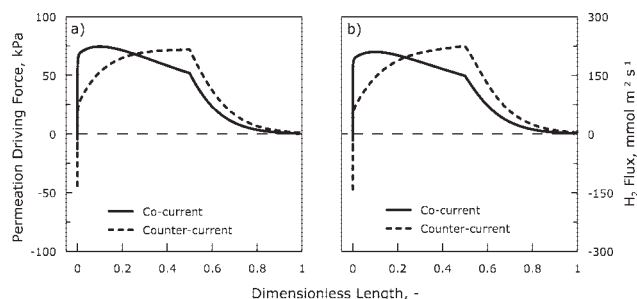 a)
Permeation Driving Force, kPa
100
50
0
-50
-100
Co-current
Counter-current
0 0.2 0.4 0.6 0.8 1
b)
Co-current
Counter-current
0 0.2 0.4 0.6 0.8 1
300
150
0
-150
-300
H₂ Flux, mmol m⁻² s⁻¹
Dimensionless Length, -